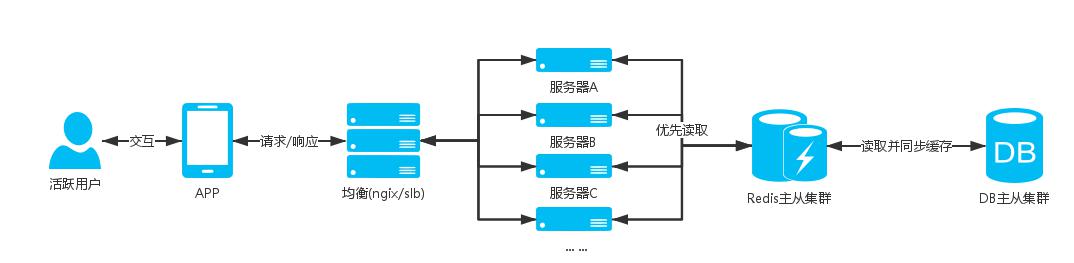 服务器A
服务器B
优先读取
交互
请求/响应
读取并同步缓存
DB
活跃用户
APP
均衡(ngix/slb)
服务器C
Redis主从集群
DB主从集群
... ...